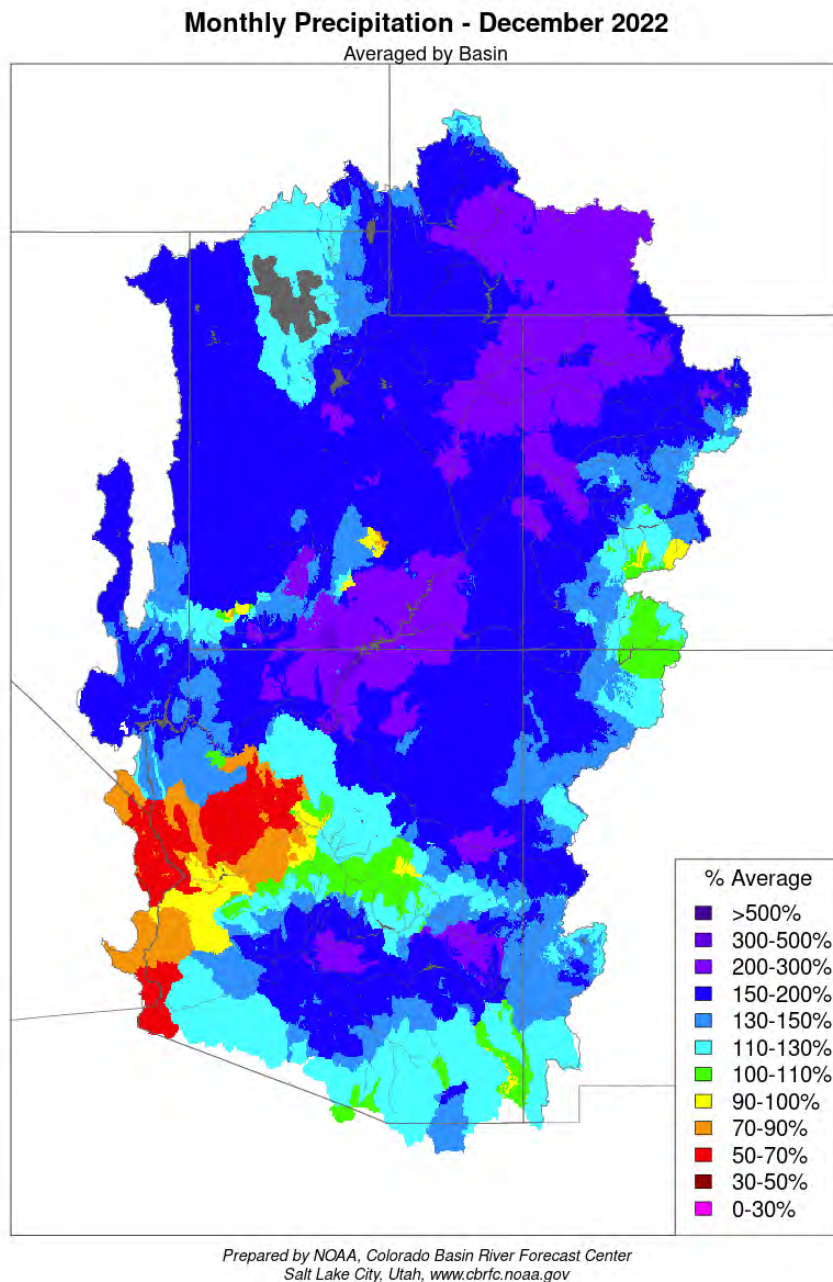 Monthly Precipitation - December 2022
Averaged by Basin
% Average
>500%
300-500%
200-300%
150-200%
130-150%
110-130%
100-110%
90-100%
70-90%
50-70%
30-50%
0-30%
Prepared by NOAA, Colorado Basin River Forecast Center
Salt Lake City, Utah, www.cbrfc.noaa.gov